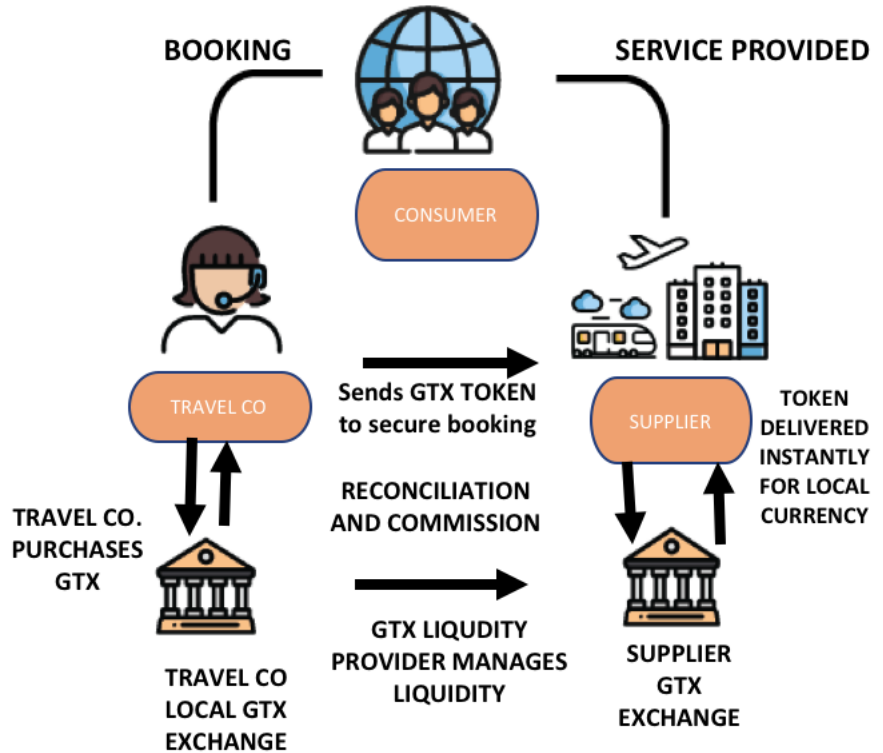 BOOKING
SERVICE PROVIDED
CONSUMER
TRAVEL CO
Sends GTX TOKEN
to secure booking
SUPPLIER
TOKEN
DELIVERED
INSTANTLY
FOR LOCAL
CURRENCY
RECONCILIATION
AND COMMISSION
TRAVEL CO.
PURCHASES
GTX
GTX LIQUDITY
PROVIDER MANAGES
LIQUIDITY
TRAVEL CO
LOCAL GTX
EXCHANGE
SUPPLIER
GTX
EXCHANGE